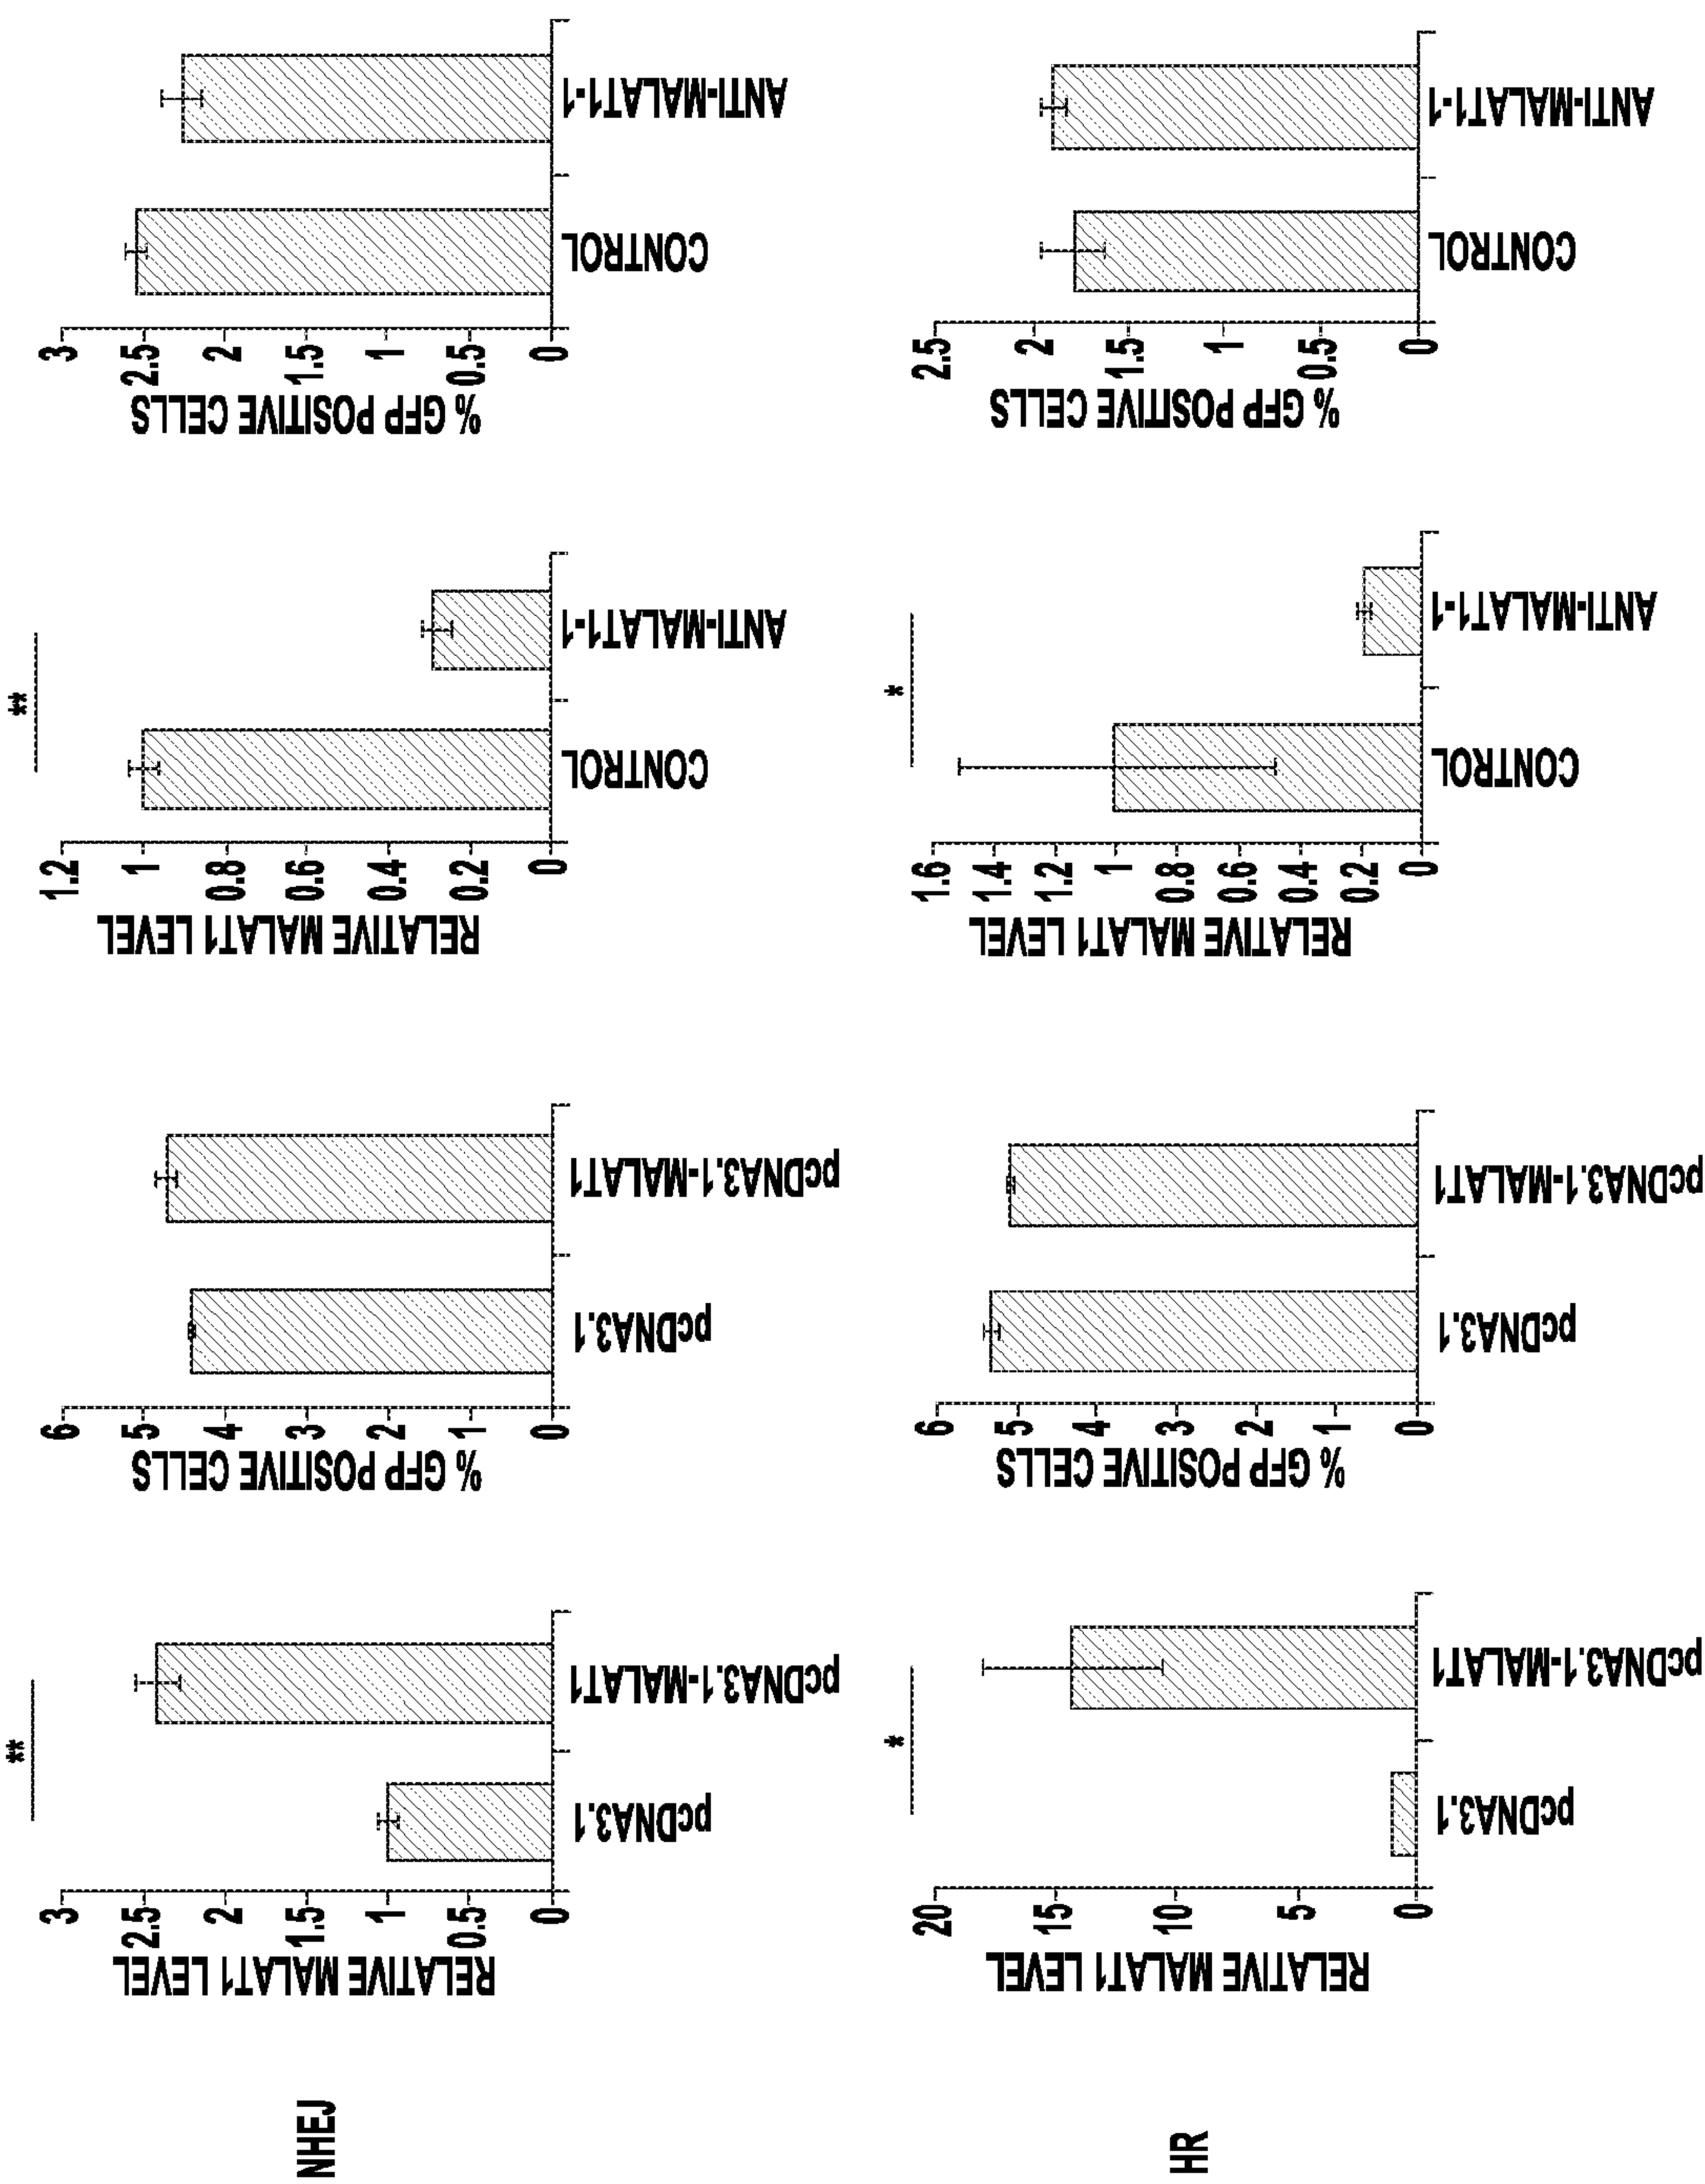 NHEJ
**
RELATIVE MALAT1 LEVEL
3
2.5
2
1.5
1
0.5
0
pcDNA3.1
pcDNA3.1-MALAT1
% GFP POSITIVE CELLS
6
5
4
3
2
1
0
pcDNA3.1
pcDNA3.1-MALAT1
**
RELATIVE MALAT1 LEVEL
1.2
1
0.8
0.6
0.4
0.2
0
CONTROL
ANTI-MALAT1-1
% GFP POSITIVE CELLS
3
2.5
2
1.5
1
0.5
0
CONTROL
ANTI-MALAT1-1
HR
*
RELATIVE MALAT1 LEVEL
20
15
10
5
0
pcDNA3.1
pcDNA3.1-MALAT1
% GFP POSITIVE CELLS
6
5
4
3
2
1
0
pcDNA3.1
pcDNA3.1-MALAT1
*
RELATIVE MALAT1 LEVEL
1.6
1.4
1.2
1
0.8
0.6
0.4
0.2
0
CONTROL
ANTI-MALAT1-1
% GFP POSITIVE CELLS
2.5
2
1.5
1
0.5
0
CONTROL
ANTI-MALAT1-1